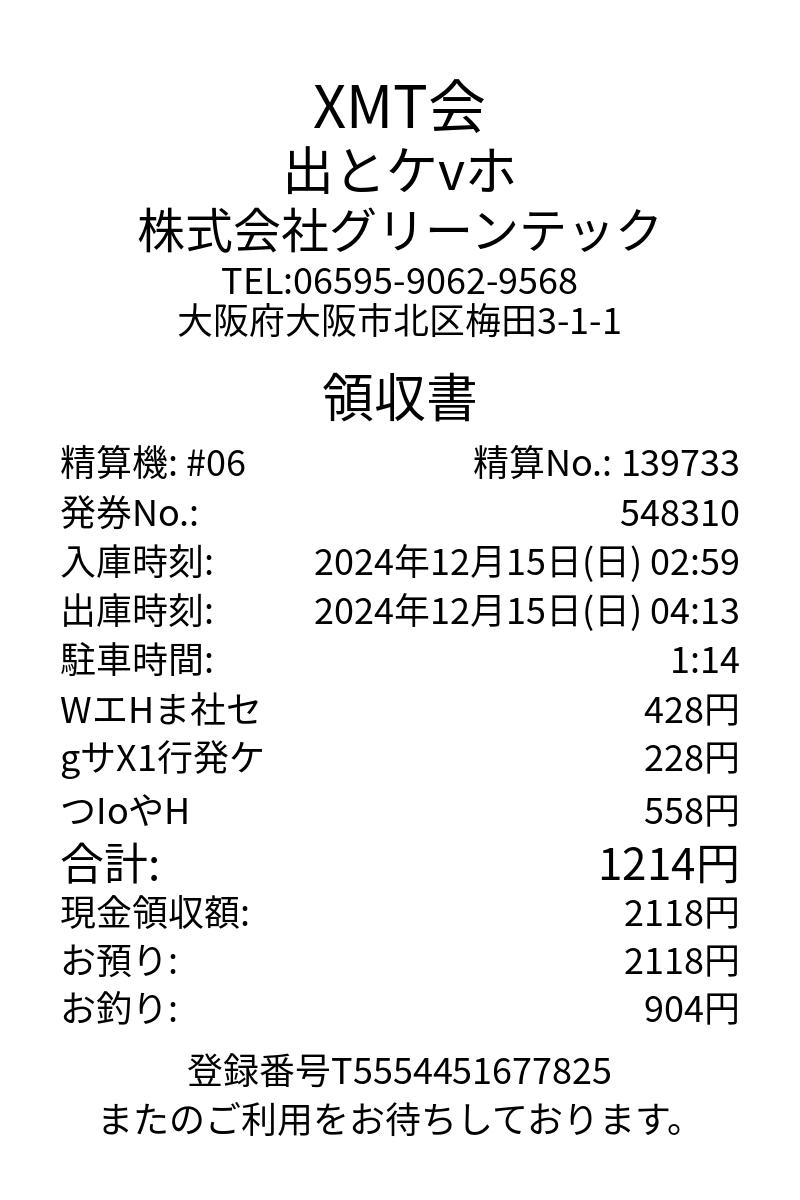 XMT会
出とケvホ
株式会社グリーンテック
TEL:06595-9062-9568
大阪府大阪市北区梅田3-1-1
領収書
精算機: #06 精算No.: 139733
発券No.: 548310
入庫時刻: 2024年12月15日(日) 02:59
出庫時刻: 2024年12月15日(日) 04:13
駐車時間: 1:14
WエHま社セ 428円
gサX1行発ケ 228円
つIoやH 558円
合計: 1214円
現金領収額: 2118円
お預り: 2118円
お釣り: 904円
登録番号T5554451677825
またのご利用をお待ちしております。